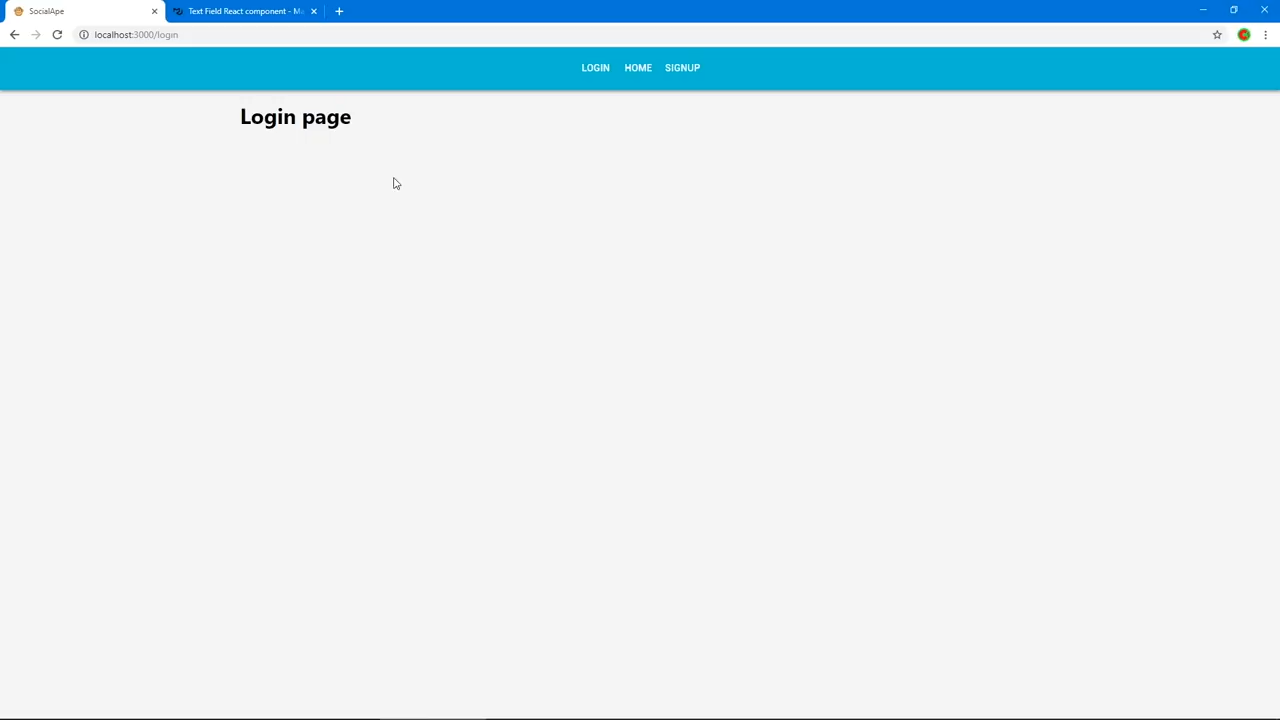 SocialApe
Text Field React component - M
localhost:3000/login
LOGIN HOME SIGNUP
Login page